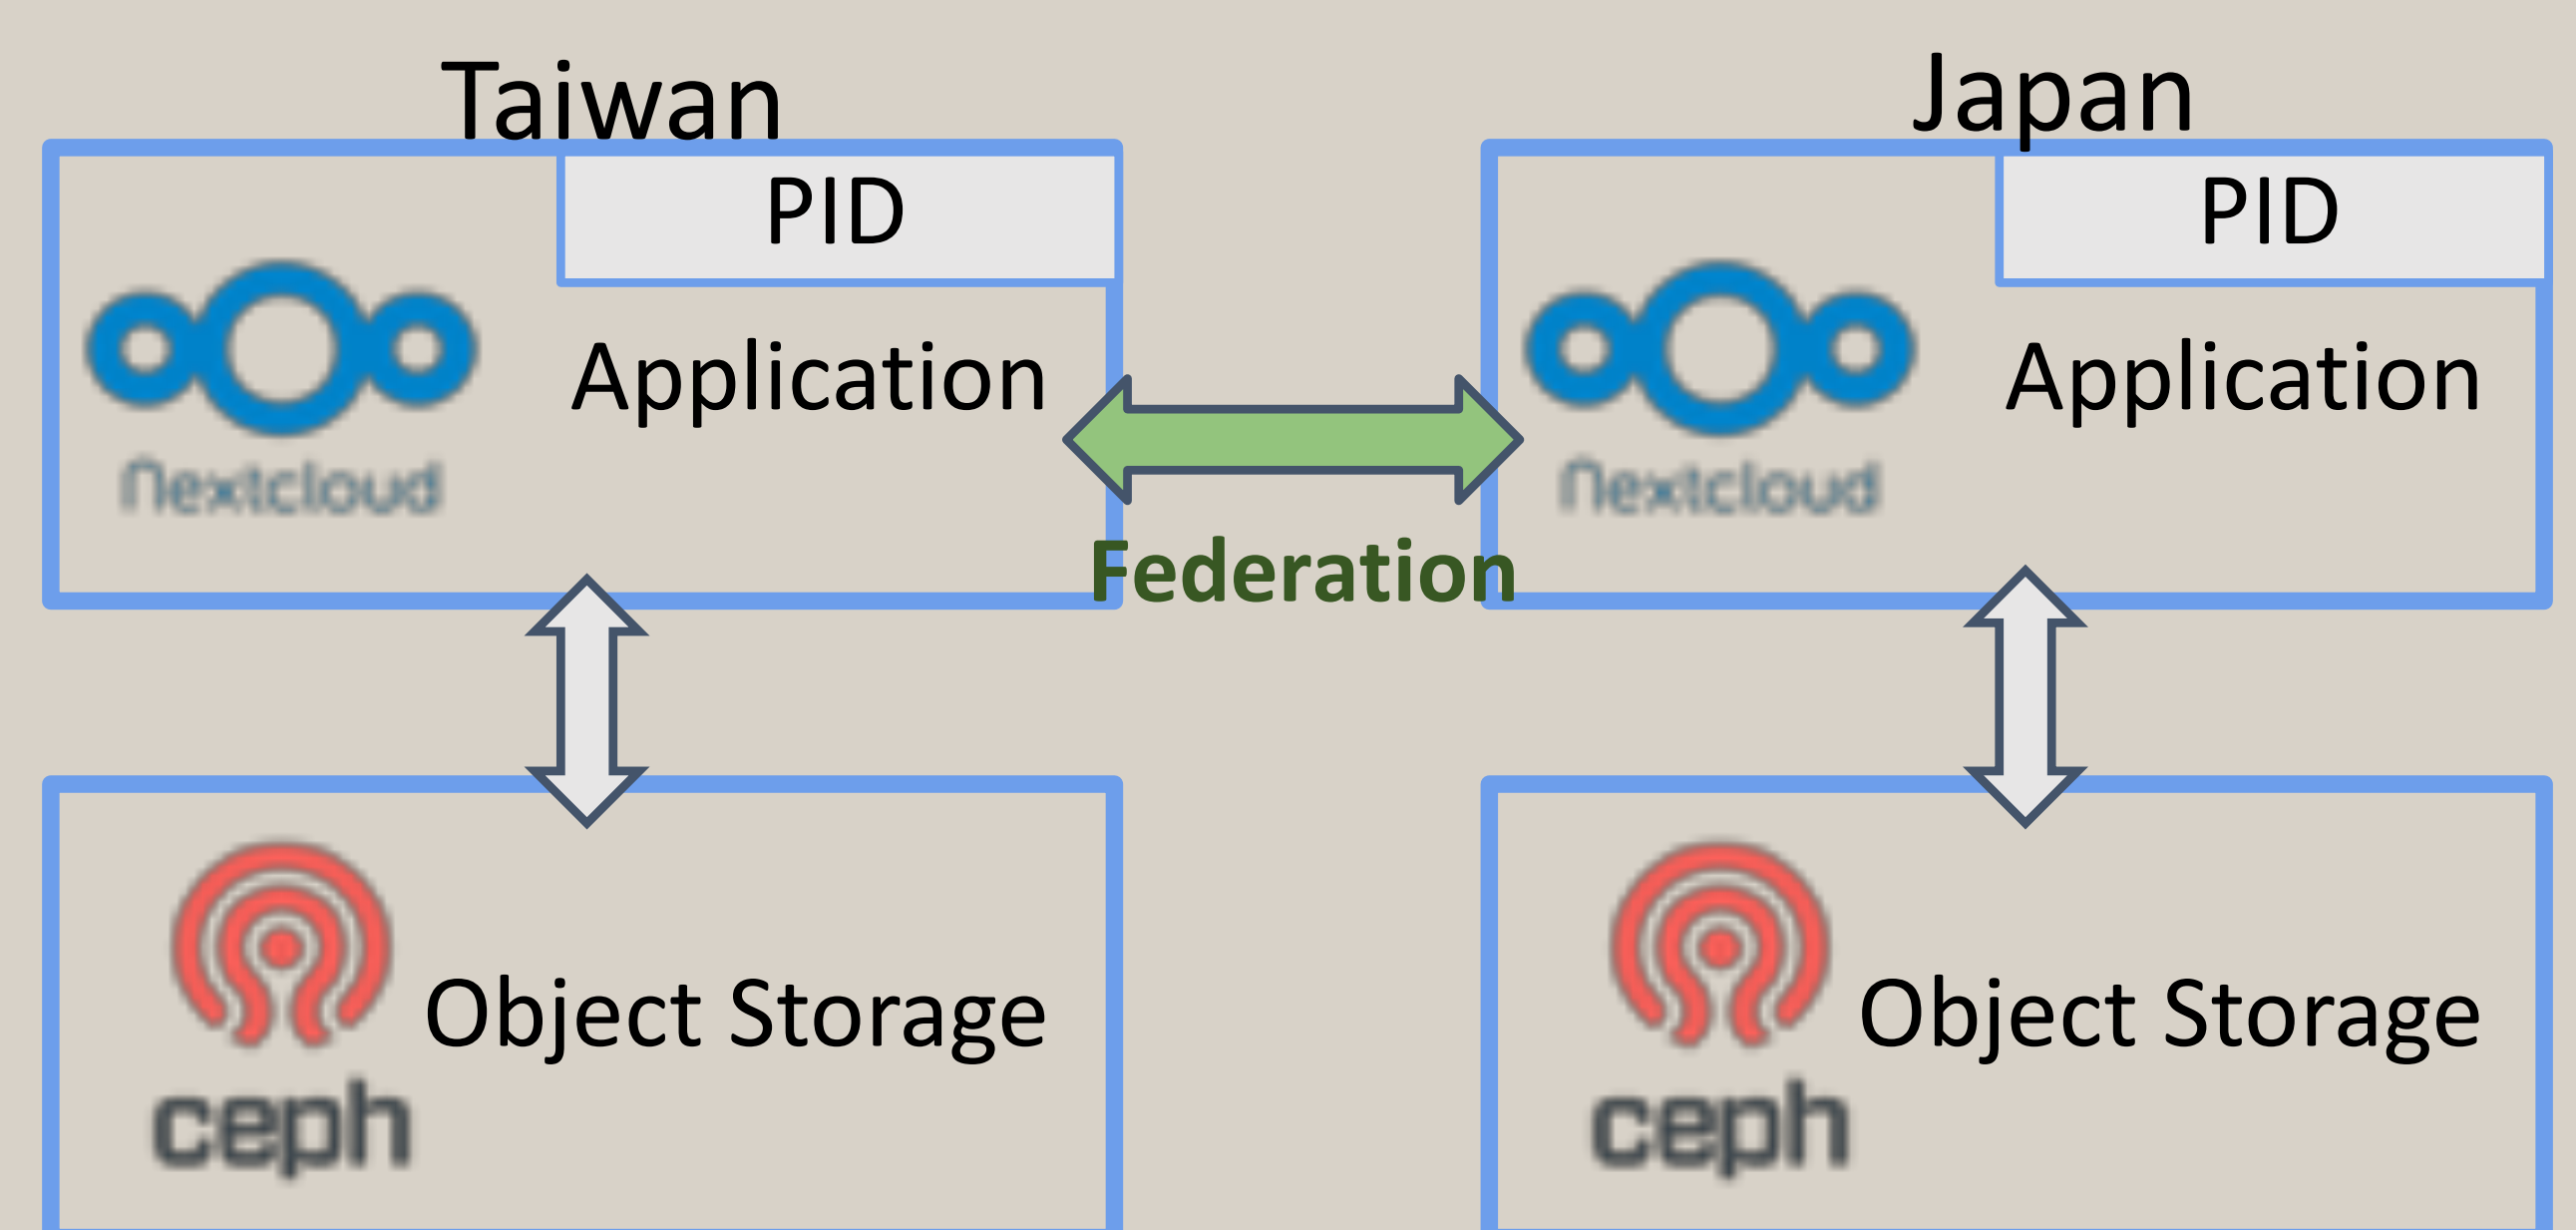 Taiwan
Japan
PID
PID
Application
Application
nextcloud
nextcloud
Federation
Object Storage
Object Storage
ceph
ceph